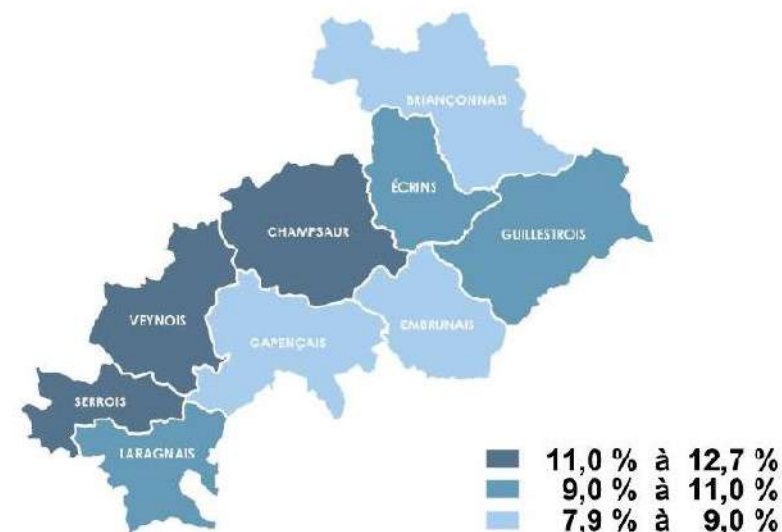 BRIANÇONNAIS
ÉCRINS
GUILLESTROIS
CHAMPSAUR
VEYNOIS
GAPENÇAIS
EMBRUNAIS
SERROIS
LARAGNAIS
11,0 % à 12,7 %
9,0 % à 11,0 %
7,9 % à 9,0 %